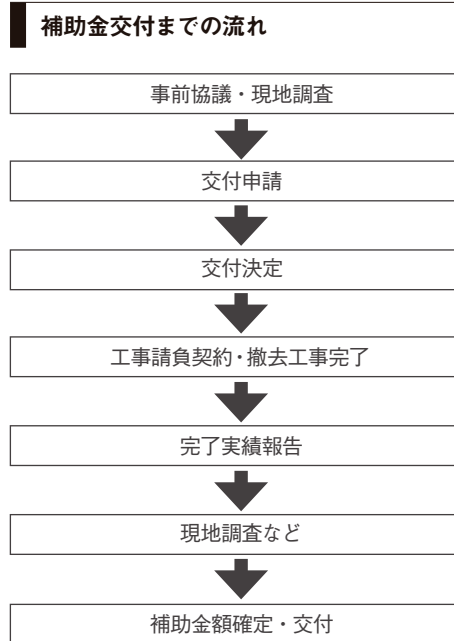 補助金交付までの流れ
事前協議・現地調査
交付申請
交付決定
工事請負契約・撤去工事完了
完了実績報告
現地調査など
補助金額確定・交付